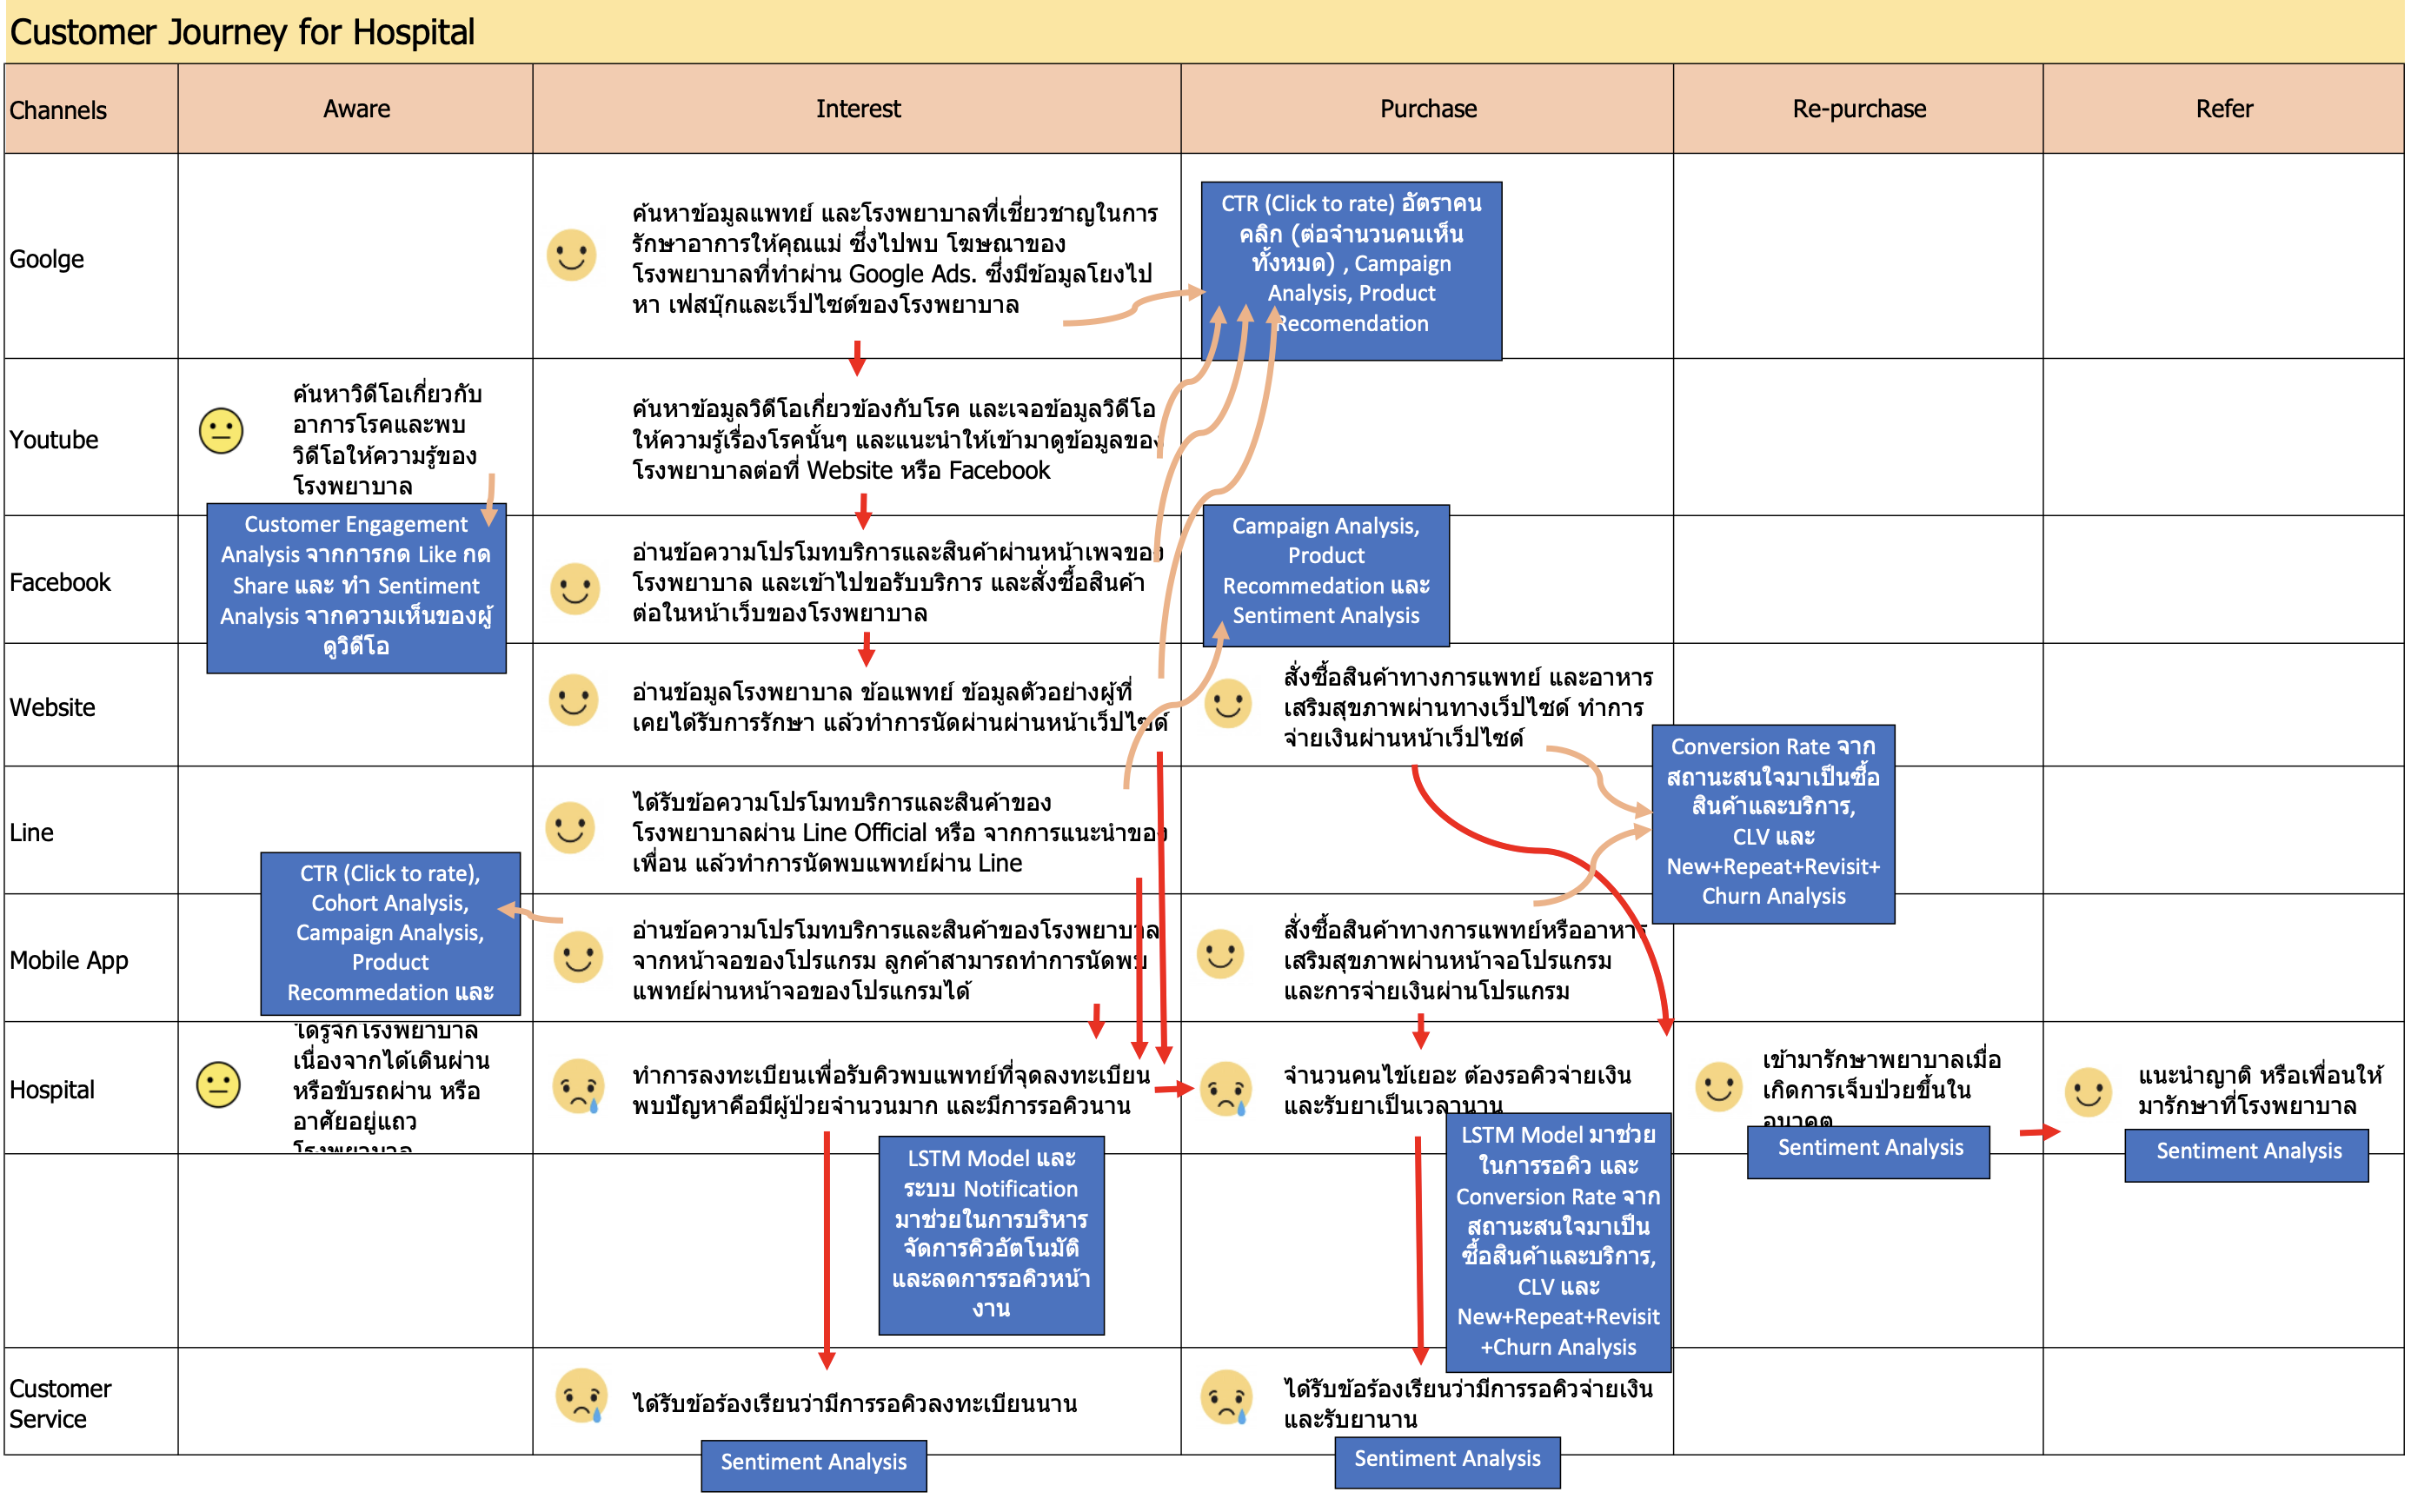 Customer Journey for Hospital
Channels
Aware
Interest
Purchase
Re-purchase
Refer
Goolge
ค้นหาข้อมูลแพทย์ และโรงพยาบาลที่เชี่ยวชาญในการ
รักษาอาการให้คุณแม่ ซึ่งไปพบ โฆษณาของ
โรงพยาบาลที่ทำผ่าน Google Ads. ซึ่งมีข้อมูลโยงไป
หา เฟสบุ๊กและเว็ปไซต์ของโรงพยาบาล
CTR (Click to rate) อัตราคน
คลิก (ต่อจำนวนคนเห็น
ทั้งหมด) , Campaign
Analysis, Product
Recomendation
Youtube
ค้นหาวิดีโอเกี่ยวกับ
อาการโรคและพบ
วิดีโอให้ความรู้ของ
โรงพยาบาล
ค้นหาข้อมูลวิดีโอเกี่ยวข้องกับโรค และเจอข้อมูลวิดีโอ
ให้ความรู้เรื่องโรคนั้นๆ และแนะนำให้เข้ามาดูข้อมูลของ
โรงพยาบาลต่อที่ Website หรือ Facebook
Facebook
Customer Engagement
Analysis จากการกด Like กด
Share และ ทำ Sentiment
Analysis จากความเห็นของผู้
ดูวิดีโอ
อ่านข้อความโปรโมทบริการและสินค้าผ่านหน้าเพจของ
โรงพยาบาล และเข้าไปขอรับบริการ และสั่งซื้อสินค้า
ต่อในหน้าเว็บของโรงพยาบาล
Campaign Analysis,
Product
Recommedation และ
Sentiment Analysis
Website
อ่านข้อมูลโรงพยาบาล ข้อแพทย์ ข้อมูลตัวอย่างผู้ที่
เคยได้รับการรักษา แล้วทำการนัดผ่านผ่านหน้าเว็ปไซด์
สั่งซื้อสินค้าทางการแพทย์ และอาหาร
เสริมสุขภาพผ่านทางเว็ปไซด์ ทำการ
จ่ายเงินผ่านหน้าเว็ปไซด์
Conversion Rate จาก
สถานะสนใจมาเป็นซื้อ
สินค้าและบริการ,
CLV และ
New+Repeat+Revisit+
Churn Analysis
Line
ได้รับข้อความโปรโมทบริการและสินค้าของ
โรงพยาบาลผ่าน Line Official หรือ จากการแนะนำของ
เพื่อน แล้วทำการนัดพบแพทย์ผ่าน Line
Mobile App
CTR (Click to rate),
Cohort Analysis,
Campaign Analysis,
Product
Recommedation และ
อ่านข้อความโปรโมทบริการและสินค้าของโรงพยาบาล
จากหน้าจอของโปรแกรม ลูกค้าสามารถทำการนัดพบ
แพทย์ผ่านหน้าจอของโปรแกรมได้
สั่งซื้อสินค้าทางการแพทย์หรืออาหาร
เสริมสุขภาพผ่านหน้าจอโปรแกรม
และการจ่ายเงินผ่านโปรแกรม
Hospital
ได้รู้จักโรงพยาบาล
เนื่องจากได้เดินผ่าน
หรือขับรถผ่าน หรือ
อาศัยอยู่แถว
โรงพยาบาล
ทำการลงทะเบียนเพื่อรับคิวพบแพทย์ที่จุดลงทะเบียน
พบปัญหาคือมีผู้ป่วยจำนวนมาก และมีการรอคิวนาน
จำนวนคนไข้เยอะ ต้องรอคิวจ่ายเงิน
และรับยาเป็นเวลานาน
เข้ามารักษาพยาบาลเมื่อ
เกิดการเจ็บป่วยขึ้นใน
อนาคต
Sentiment Analysis
แนะนำญาติ หรือเพื่อนให้
มารักษาที่โรงพยาบาล
Sentiment Analysis
LSTM Model และ
ระบบ Notification
มาช่วยในการบริหาร
จัดการคิวอัตโนมัติ
และลดการรอคิวหน้า
งาน
LSTM Model มาช่วย
ในการรอคิว และ
Conversion Rate จาก
สถานะสนใจมาเป็น
ซื้อสินค้าและบริการ,
CLV และ
New+Repeat+Revisit
+Churn Analysis
Customer
Service
ได้รับข้อร้องเรียนว่ามีการรอคิวลงทะเบียนนาน
Sentiment Analysis
ได้รับข้อร้องเรียนว่ามีการรอคิวจ่ายเงิน
และรับยานาน
Sentiment Analysis